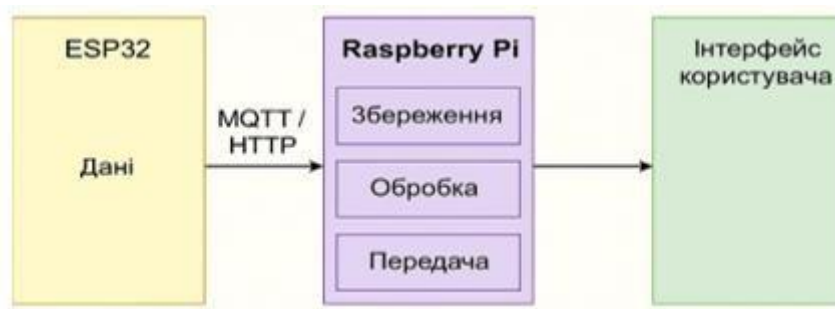 ESP32
Дані
MQTT /
HTTP
Raspberry Pi
Збереження
Обробка
Передача
Інтерфейс
користувача